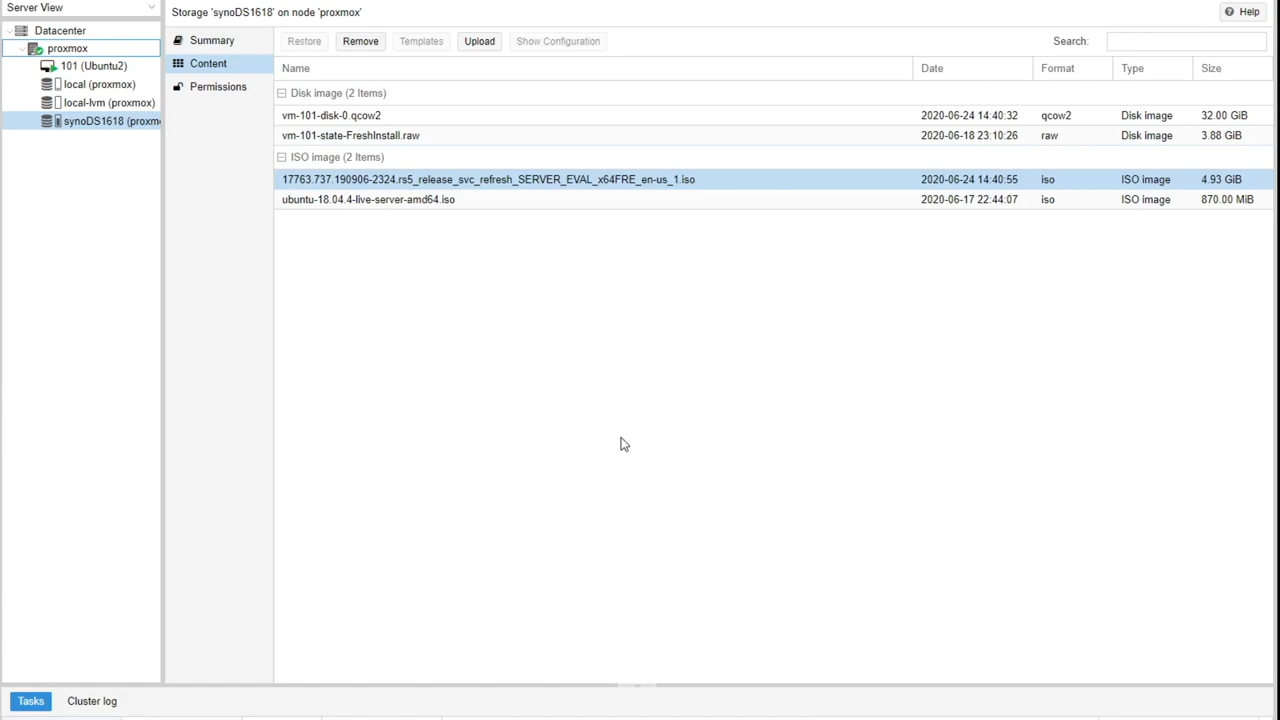 Server View
Storage 'synoDS1618' on node 'proxmox'
Help
Datacenter
proxmox
101 (Ubuntu2)
local (proxmox)
local-lvm (proxmox)
synoDS1618 (proxm
Summary
Content
Permissions
Restore Remove Templates Upload Show Configuration Search:
Name Date Format Type Size
Disk image (2 Items)
vm-101-disk-0.qcow2 2020-06-24 14:40:32 qcow2 Disk image 32.00 GiB
vm-101-state-FreshInstall.raw 2020-06-18 23:10:26 raw Disk image 3.88 GiB
ISO image (2 Items)
17763.737.190906-2324.rs5_release_svc_refresh_SERVER_EVAL_x64FRE_en-us_1.iso 2020-06-24 14:40:55 iso ISO image 4.93 GiB
ubuntu-18.04.4-live-server-amd64.iso 2020-06-17 22:44:07 iso ISO image 870.00 MiB
Tasks Cluster log